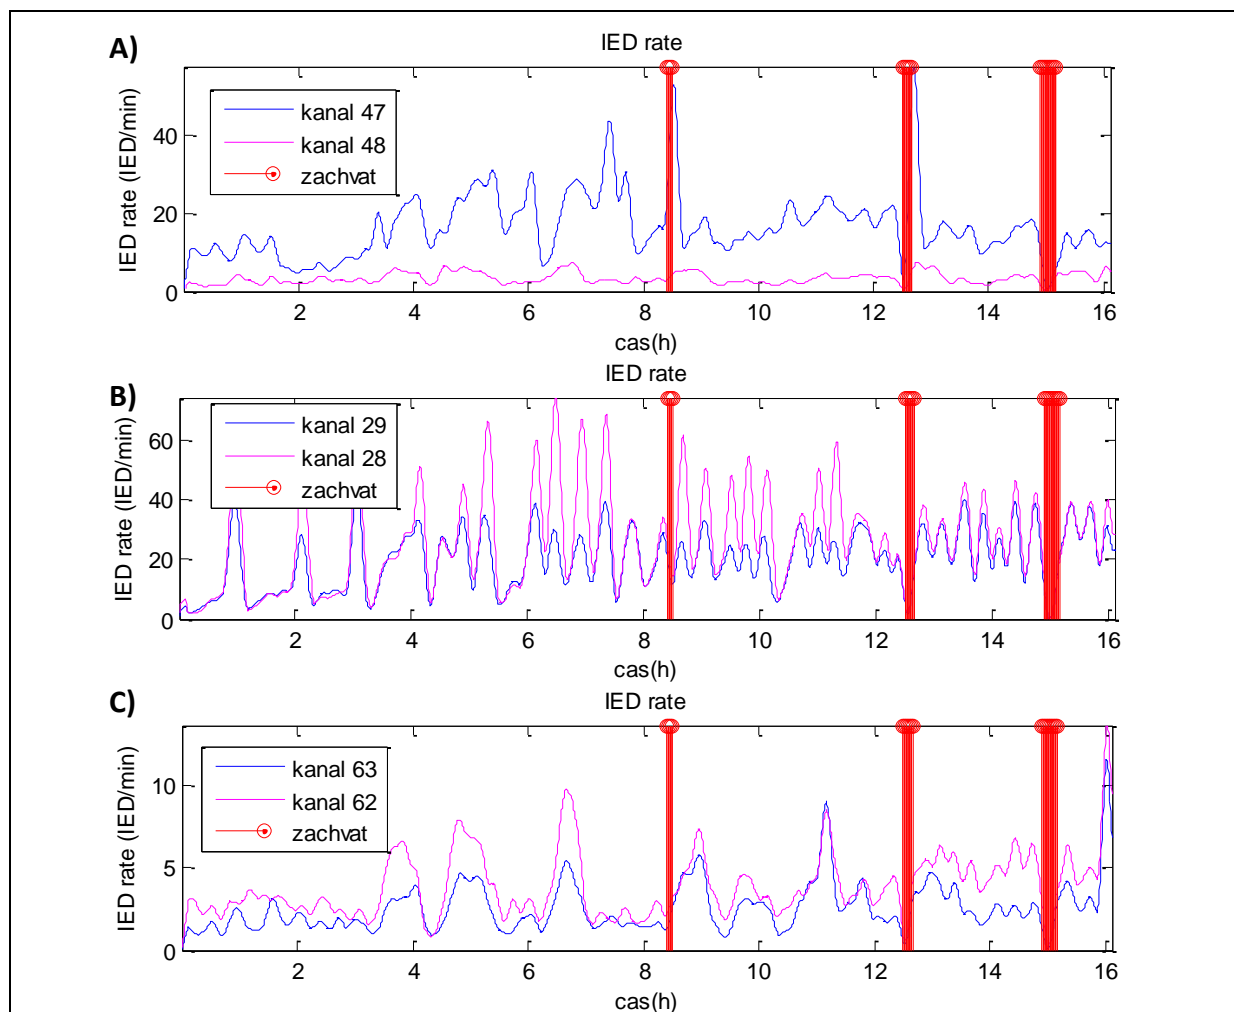 A)
IED rate
IED rate (IED/min)
kanal 47
kanal 48
zachvat
40
20
0
2 4 6 8 10 12 14 16
cas(h)
B)
IED rate
IED rate (IED/min)
kanal 29
kanal 28
zachvat
60
40
20
0
2 4 6 8 10 12 14 16
cas(h)
C)
IED rate
IED rate (IED/min)
kanal 63
kanal 62
zachvat
10
5
0
2 4 6 8 10 12 14 16
cas(h)